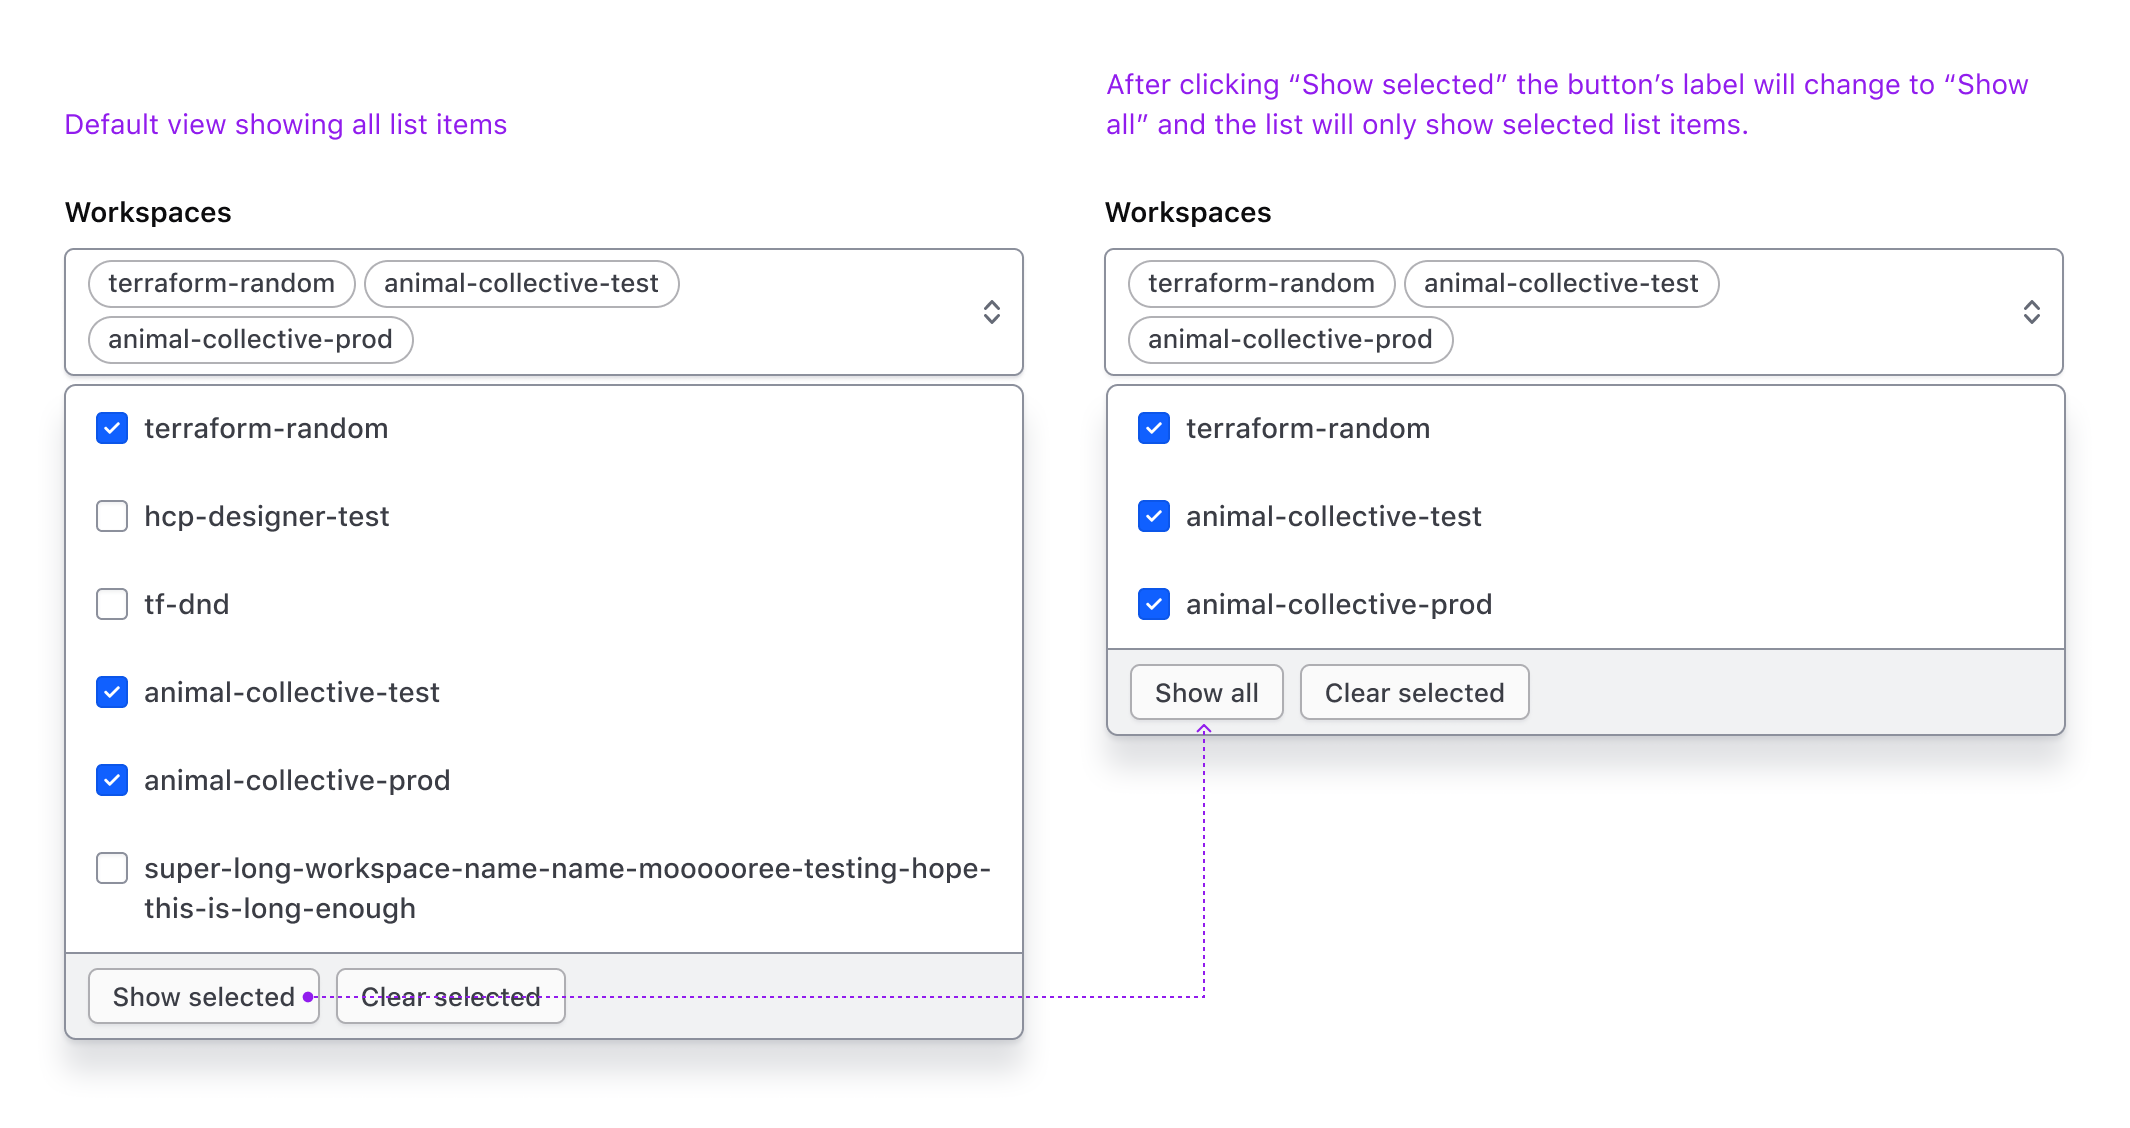 Default view showing all list items
Workspaces
terraform-random
animal-collective-test
animal-collective-prod
terraform-random
hcp-designer-test
tf-dnd
animal-collective-test
animal-collective-prod
super-long-workspace-name-name-moooooree-testing-hope-
this-is-long-enough
Show selected
Clear selected
After clicking “Show selected” the button’s label will change to “Show
all” and the list will only show selected list items.
Workspaces
terraform-random
animal-collective-test
animal-collective-prod
terraform-random
animal-collective-test
animal-collective-prod
Show all
Clear selected